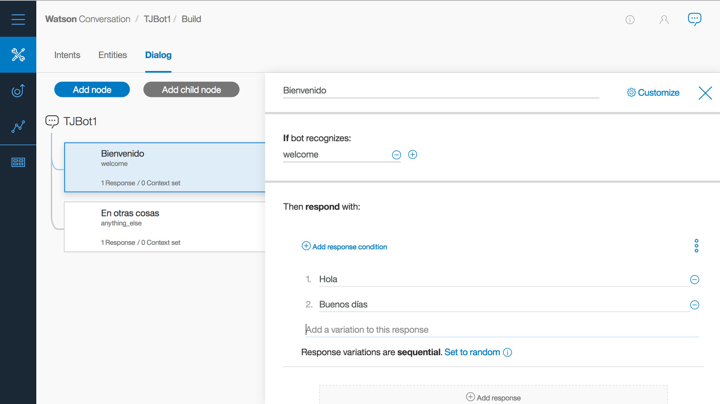 Watson Conversation / TJBot1 / Build
Intents Entities Dialog
Add node Add child node
TJBot1
Bienvenido
welcome
1 Response / 0 Context set
En otras cosas
anything_else
1 Response / 0 Context set
Bienvenido
Customize
If bot recognizes:
welcome
Then respond with:
Add response condition
1. Hola
2. Buenos días
Add a variation to this response
Response variations are sequential. Set to random
Add response